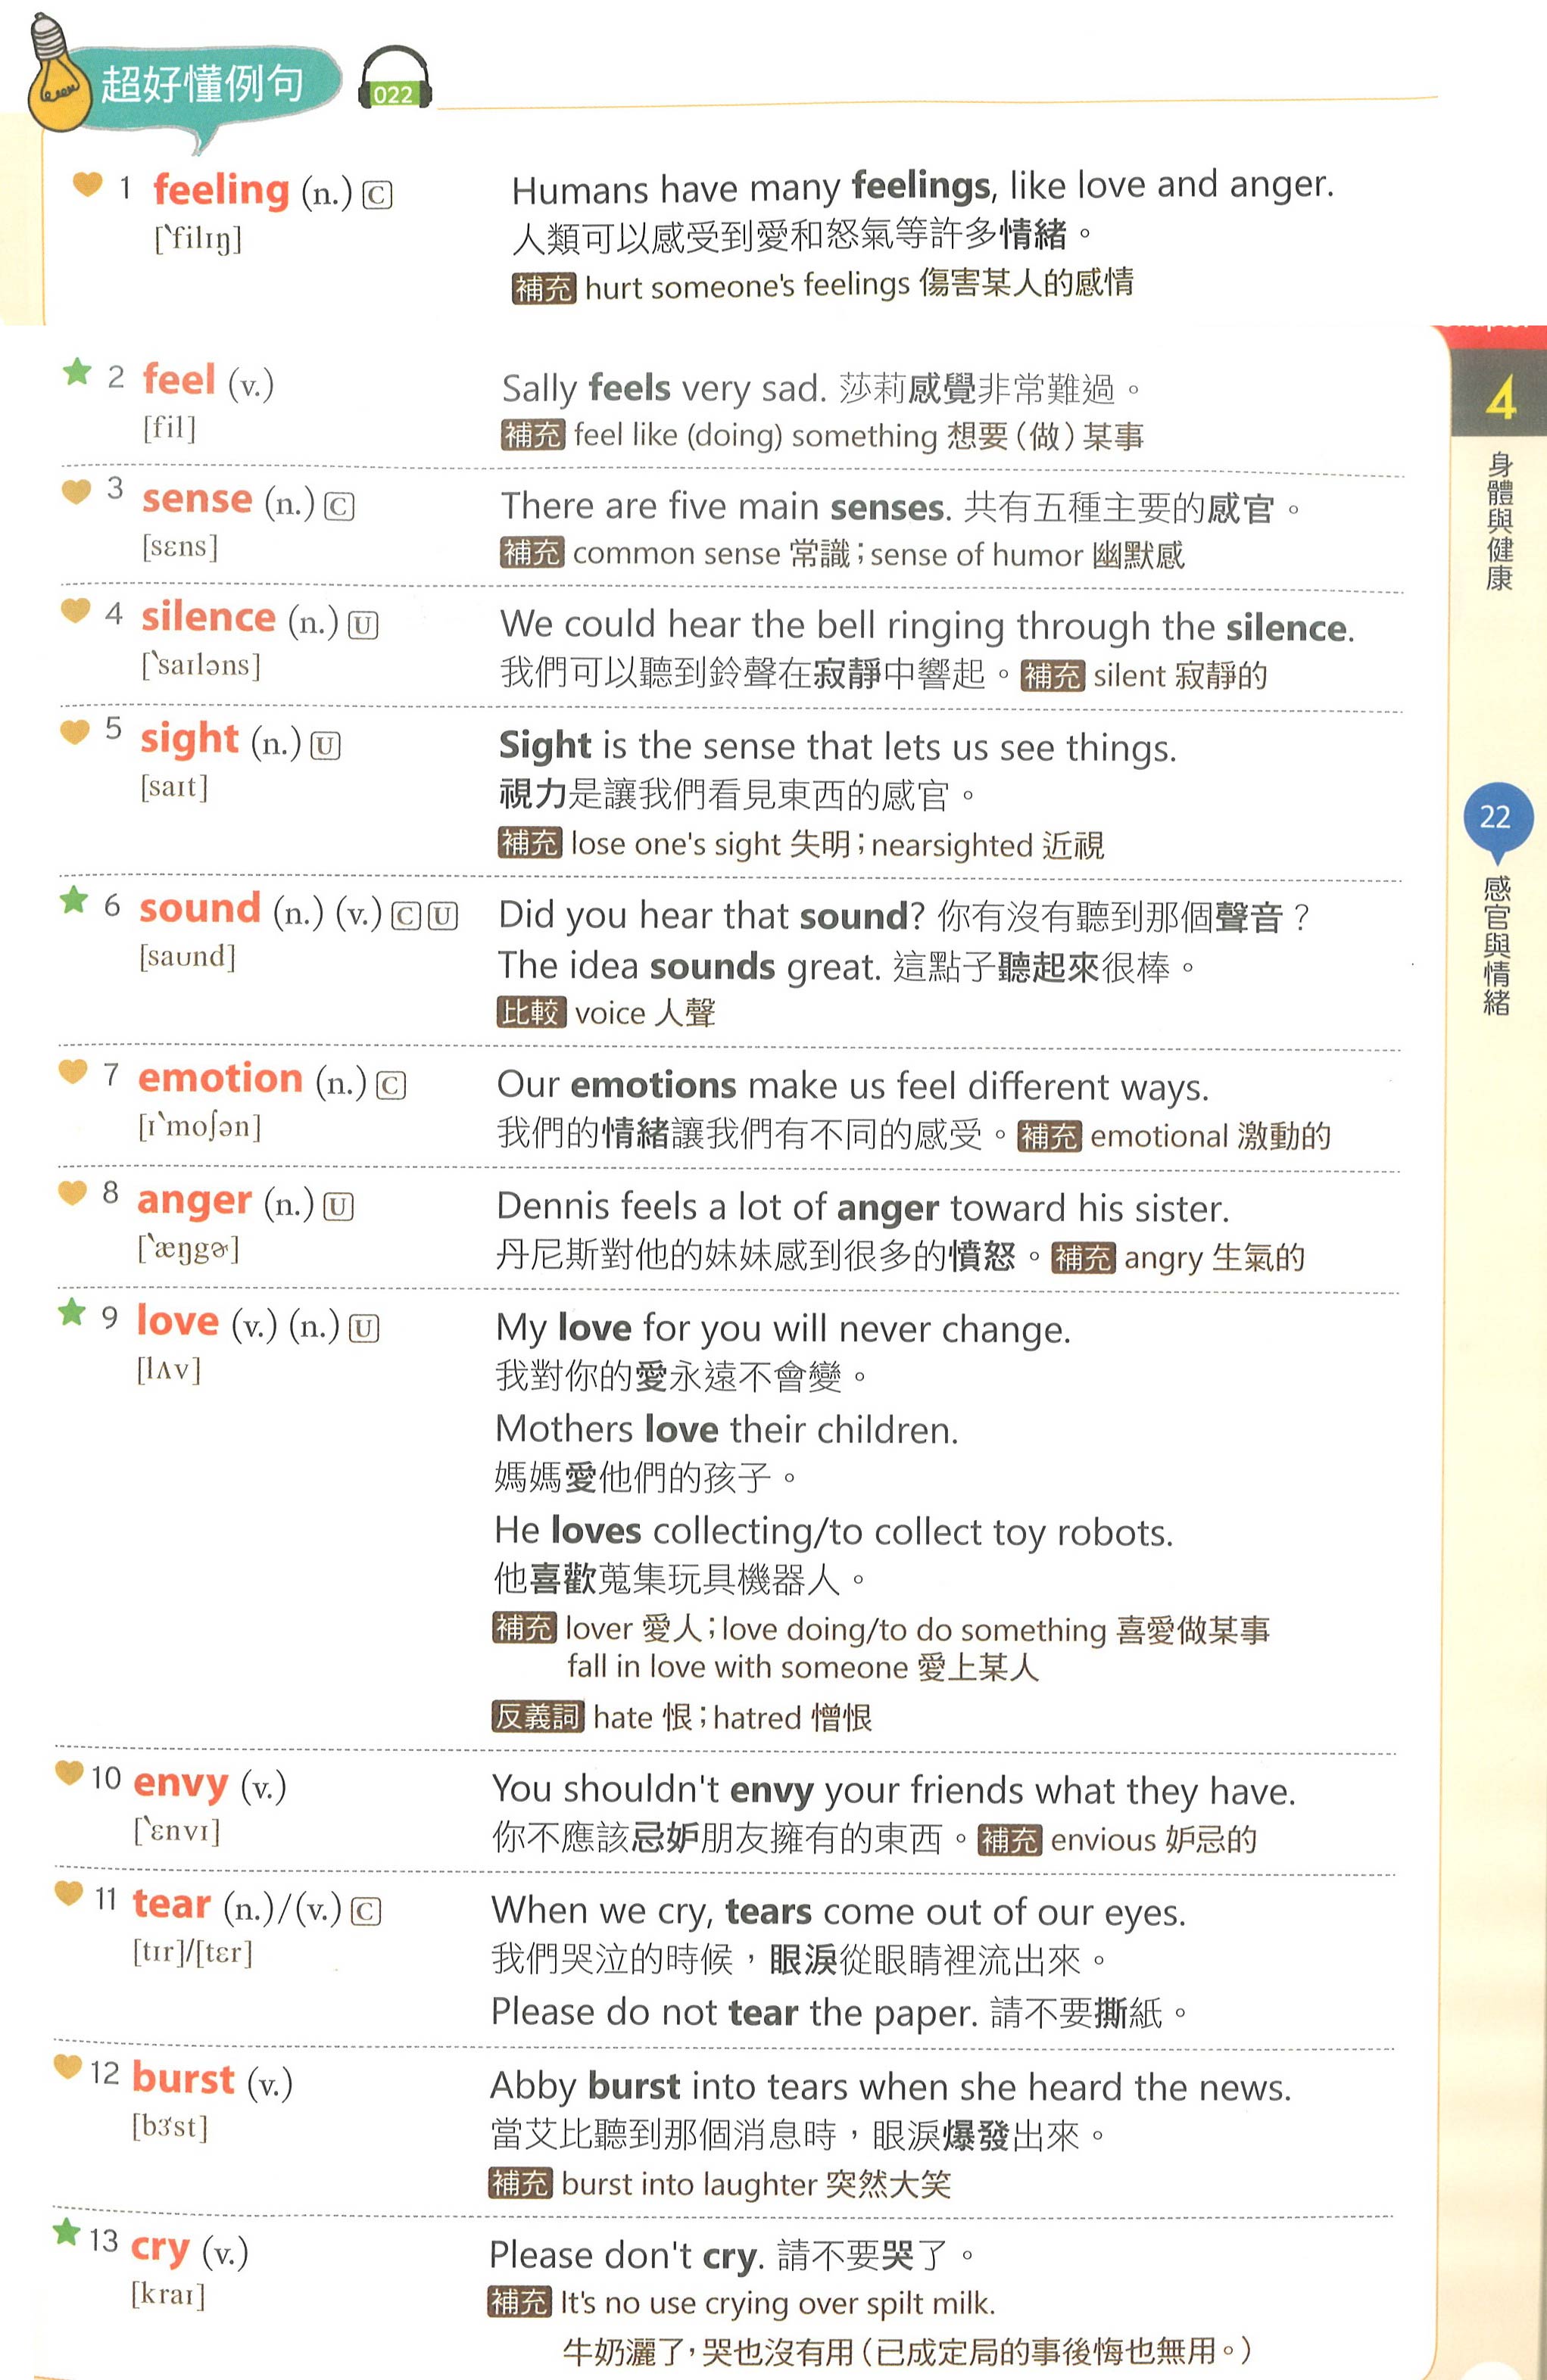 超好懂例句 022
1 feeling (n.) C
[ˋfilɪŋ]
Humans have many feelings, like love and anger.
人類可以感受到愛和怒氣等許多情緒。
補充 hurt someone's feelings 傷害某人的感情
2 feel (v.)
[fil]
Sally feels very sad. 莎莉感覺非常難過。
補充 feel like (doing) something 想要（做）某事
3 sense (n.) C
[sɛns]
There are five main senses. 共有五種主要的感官。
補充 common sense 常識；sense of humor 幽默感
4 silence (n.) U
[ˋsaɪləns]
We could hear the bell ringing through the silence.
我們可以聽到鈴聲在寂靜中響起。補充 silent 寂靜的
5 sight (n.) U
[saɪt]
Sight is the sense that lets us see things.
視力是讓我們看見東西的感官。
補充 lose one's sight 失明；nearsighted 近視
6 sound (n.) (v.) C U
[saʊnd]
Did you hear that sound? 你有沒有聽到那個聲音？
The idea sounds great. 這點子聽起來很棒。
比較 voice 人聲
7 emotion (n.) C
[ɪˋmoʃən]
Our emotions make us feel different ways.
我們的情緒讓我們有不同的感受。補充 emotional 激動的
8 anger (n.) U
[ˋæŋgɚ]
Dennis feels a lot of anger toward his sister.
丹尼斯對他的妹妹感到很多的憤怒。補充 angry 生氣的
9 love (v.) (n.) U
[lʌv]
My love for you will never change.
我對你的愛永遠不會變。
Mothers love their children.
媽媽愛他們的孩子。
He loves collecting/to collect toy robots.
他喜歡蒐集玩具機器人。
補充 lover 愛人；love doing/to do something 喜愛做某事
fall in love with someone 愛上某人
反義詞 hate 恨；hatred 憎恨
10 envy (v.)
[ˋɛnvɪ]
You shouldn't envy your friends what they have.
你不應該忌妒朋友擁有的東西。補充 envious 妒忌的
11 tear (n.)/(v.) C
[tɪr]/[tɛr]
When we cry, tears come out of our eyes.
我們哭泣的時候，眼淚從眼睛裡流出來。
Please do not tear the paper. 請不要撕紙。
12 burst (v.)
[bɝst]
Abby burst into tears when she heard the news.
當艾比聽到那個消息時，眼淚爆發出來。
補充 burst into laughter 突然大笑
13 cry (v.)
[kraɪ]
Please don't cry. 請不要哭了。
補充 It's no use crying over spilt milk.
牛奶灑了，哭也沒有用（已成定局的事後悔也無用。）
4
身體與健康
22
感官與情緒